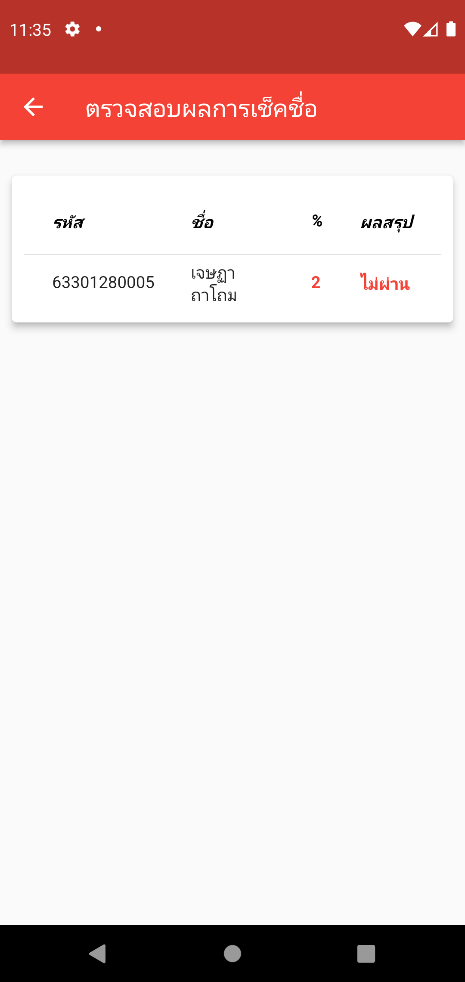 11:35
ตรวจสอบผลการเช็คชื่อ
รหัส ชื่อ % ผลสรุป
63301280005 เจษฎา ถาโถม 2 ไม่ผ่าน